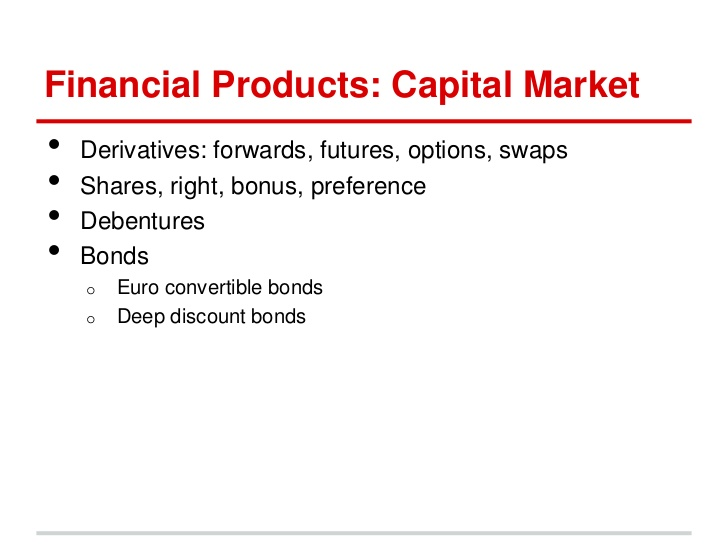 Financial Products: Capital Market
• Derivatives: forwards, futures, options, swaps
• Shares, right, bonus, preference
• Debentures
• Bonds
o Euro convertible bonds
o Deep discount bonds